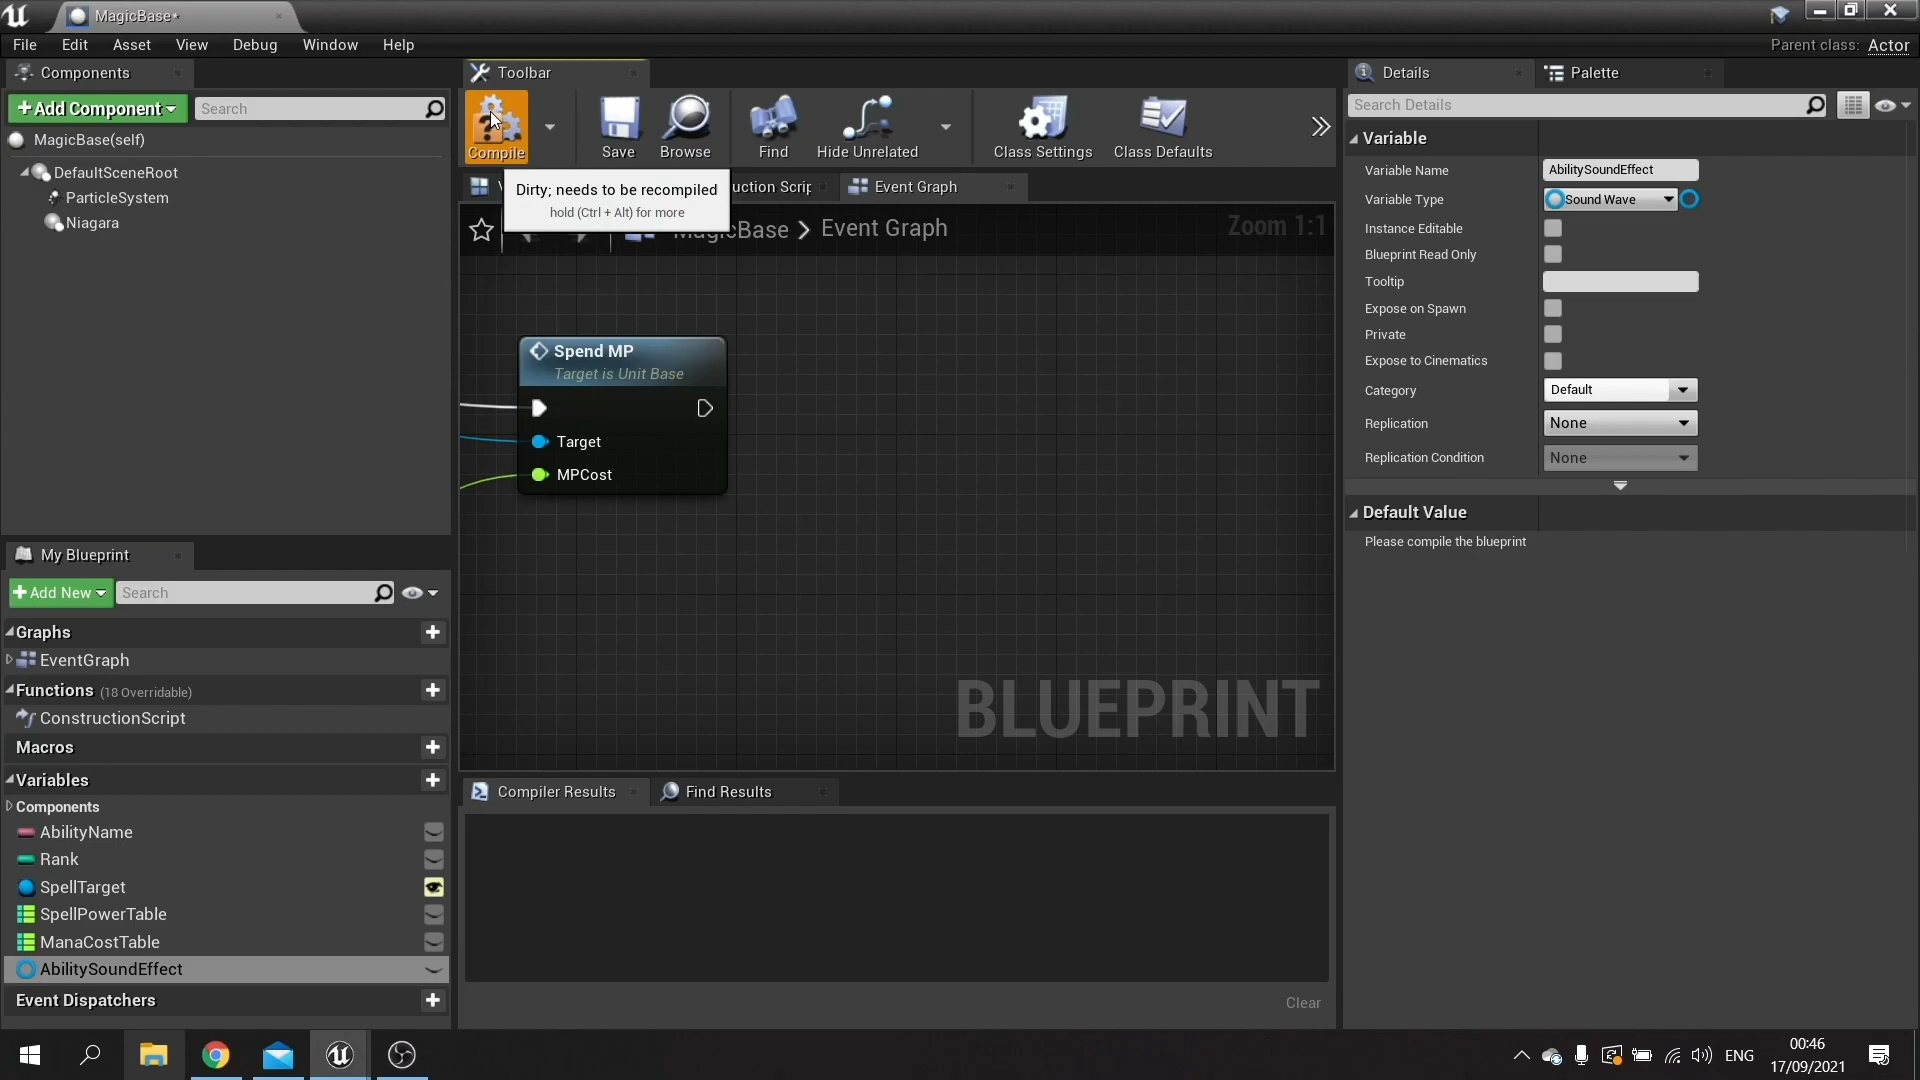 MagicBase*
File Edit Asset View Debug Window Help
Parent class: Actor
Components
Toolbar
Details
Palette
+Add Component
Search
Search Details
MagicBase(self)
DefaultSceneRoot
ParticleSystem
Niagara
Compile
Save
Browse
Find
Hide Unrelated
Class Settings
Class Defaults
Dirty; needs to be recompiled
hold (Ctrl + Alt) for more
uction Scrip
Event Graph
MagicBase > Event Graph
Zoom 1:1
Spend MP
Target is Unit Base
Target
MPCost
BLUEPRINT
Variable
Variable Name AbilitySoundEffect
Variable Type Sound Wave
Instance Editable
Blueprint Read Only
Tooltip
Expose on Spawn
Private
Expose to Cinematics
Category Default
Replication None
Replication Condition None
Default Value
Please compile the blueprint
My Blueprint
+Add New
Search
Graphs
EventGraph
Functions (18 Overridable)
ConstructionScript
Macros
Variables
Components
AbilityName
Rank
SpellTarget
SpellPowerTable
ManaCostTable
AbilitySoundEffect
Event Dispatchers
Compiler Results
Find Results
Clear
ENG
00:46
17/09/2021